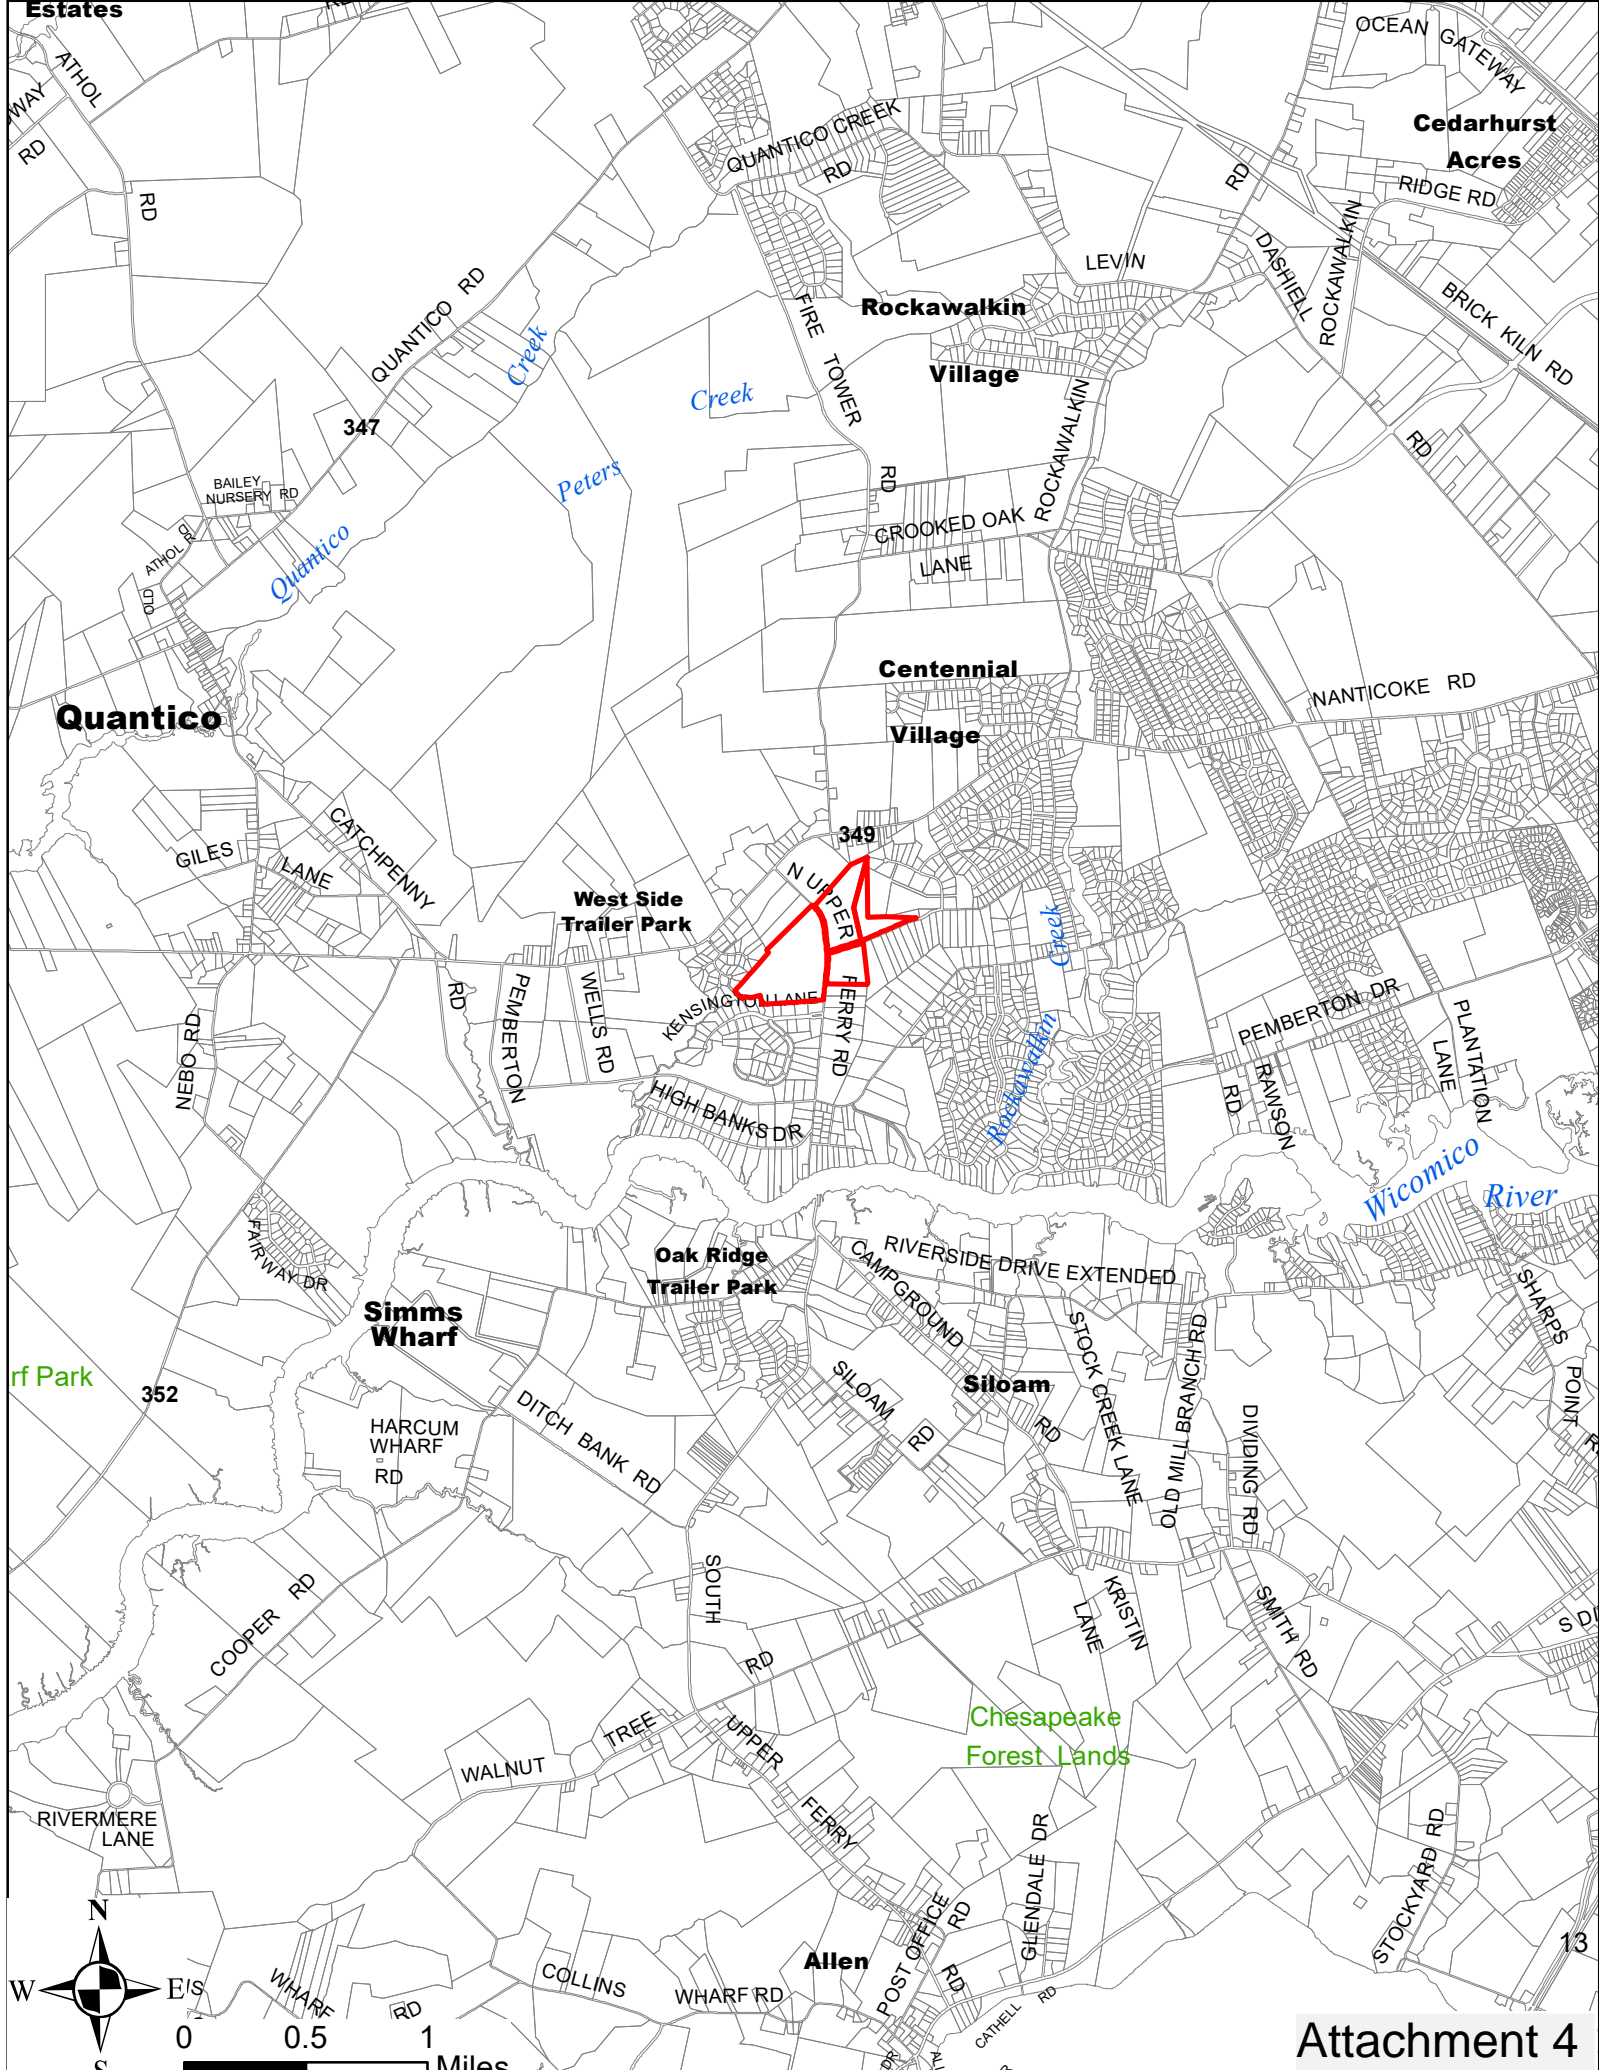 Estates
OCEAN GATEWAY
ATHOL
RD
RD
QUANTICO CREEK
RD
Cedarhurst
Acres
RIDGE RD
RD
LEVIN
DASHIELL
ROCKAWALKIN
BRICK KILN RD
RD
QUANTICO RD
Creek
FIRE TOWER
RD
Rockawalkin
Village
Creek
Peters
347
ROCKAWALKIN
BAILEY
NURSERY RD
Quantico
ATHOL RD
OLD
CROOKED OAK
LANE
Centennial
Village
NANTICOKE RD
Quantico
349
GILES
LANE
CATCHPENNY
RD
West Side
Trailer Park
N UPPER
FERRY RD
Creek
Rockawalkin
KENSINGTON LANE
NEBO RD
PEMBERTON
WELLS RD
HIGH BANKS DR
PEMBERTON DR
RD
RAWSON
PLANTATION
LANE
Wicomico
River
FAIRWAY DR
Oak Ridge
Trailer Park
RIVERSIDE DRIVE EXTENDED
CAMPGROUND
RD
Simms
Wharf
SHARPS
POINT
rf Park
352
SILOAM
RD
Siloam
STOCK CREEK LANE
OLD MILL BRANCH RD
DIVIDING RD
HARCUM
WHARF
RD
DITCH BANK RD
SOUTH
COOPER RD
KRISTIN
LANE
SMITH RD
RD
WALNUT
TREE
UPPER
FERRY
Chesapeake
Forest Lands
RIVERMERE
LANE
GLENDALE DR
STOCKYARD RD
13
POST OFFICE
RD
RD
Allen
COLLINS
WHARF RD
WHARF
RD
CATHELL RD
DR
N
W
E
S
0 0.5 1
Miles
Attachment 4